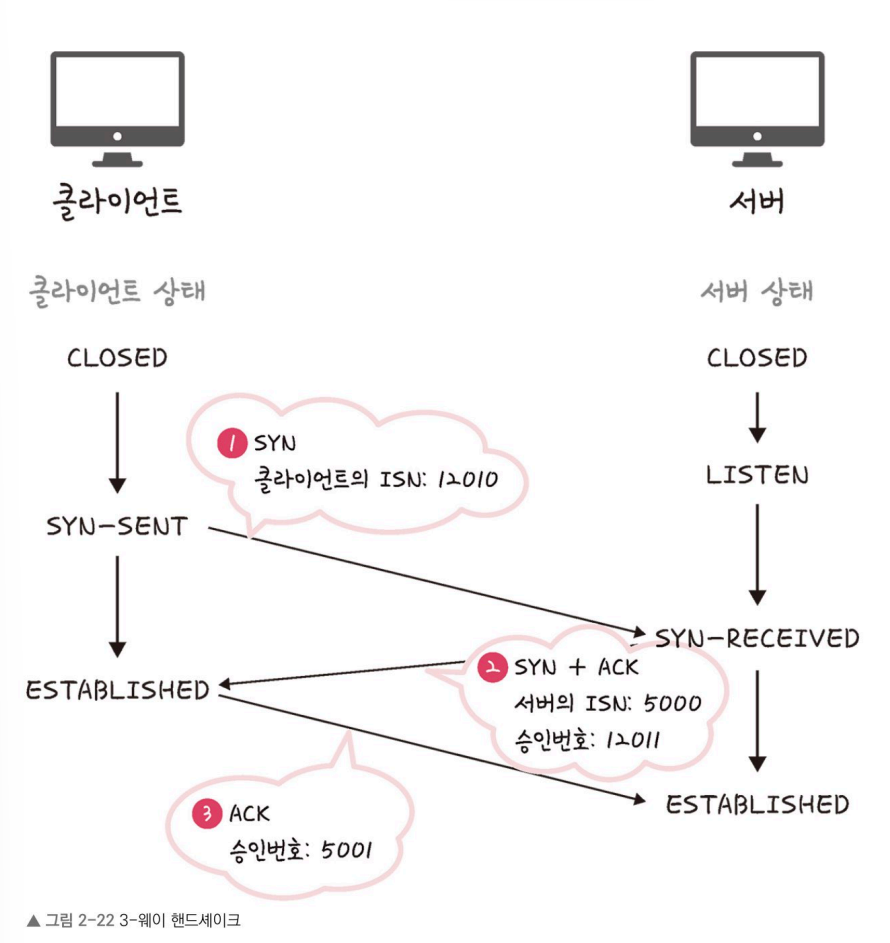 클라이언트
서버
클라이언트 상태
서버 상태
CLOSED
CLOSED
1 SYN
클라이언트의 ISN: 12010
LISTEN
SYN-SENT
SYN-RECEIVED
2 SYN + ACK
서버의 ISN: 5000
승인번호: 12011
ESTABLISHED
ESTABLISHED
3 ACK
승인번호: 5001
▲ 그림 2-22 3-웨이 핸드셰이크